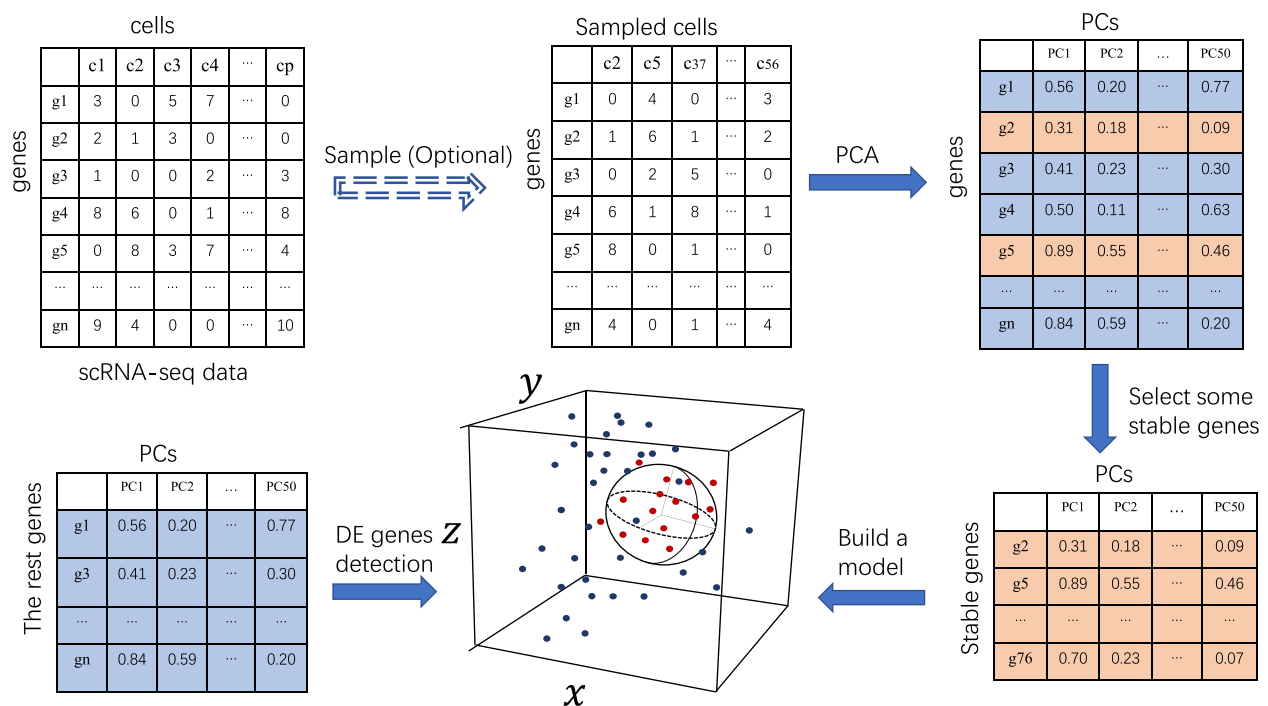 cells
genes
c1 c2 c3 c4 ... cp
g1 3 0 5 7 ... 0
g2 2 1 3 0 ... 0
g3 1 0 0 2 ... 3
g4 8 6 0 1 ... 8
g5 0 8 3 7 ... 4
... ... ... ... ... ...
gn 9 4 0 0 ... 10
scRNA-seq data
Sample (Optional)
Sampled cells
genes
c2 c5 c37 ... c56
g1 0 4 0 ... 3
g2 1 6 1 ... 2
g3 0 2 5 ... 0
g4 6 1 8 ... 1
g5 8 0 1 ... 0
... ... ... ... ... ...
gn 4 0 1 ... 4
PCA
PCs
genes
PC1 PC2 ... PC50
g1 0.56 0.20 ... 0.77
g2 0.31 0.18 ... 0.09
g3 0.41 0.23 ... 0.30
g4 0.50 0.11 ... 0.63
g5 0.89 0.55 ... 0.46
... ... ... ... ...
gn 0.84 0.59 ... 0.20
Select some
stable genes
PCs
Stable genes
PC1 PC2 ... PC50
g2 0.31 0.18 ... 0.09
g5 0.89 0.55 ... 0.46
... ... ... ... ...
g76 0.70 0.23 ... 0.07
Build a
model
y
z
x
DE genes
detection
PCs
The rest genes
PC1 PC2 ... PC50
g1 0.56 0.20 ... 0.77
g3 0.41 0.23 ... 0.30
... ... ... ... ...
gn 0.84 0.59 ... 0.20